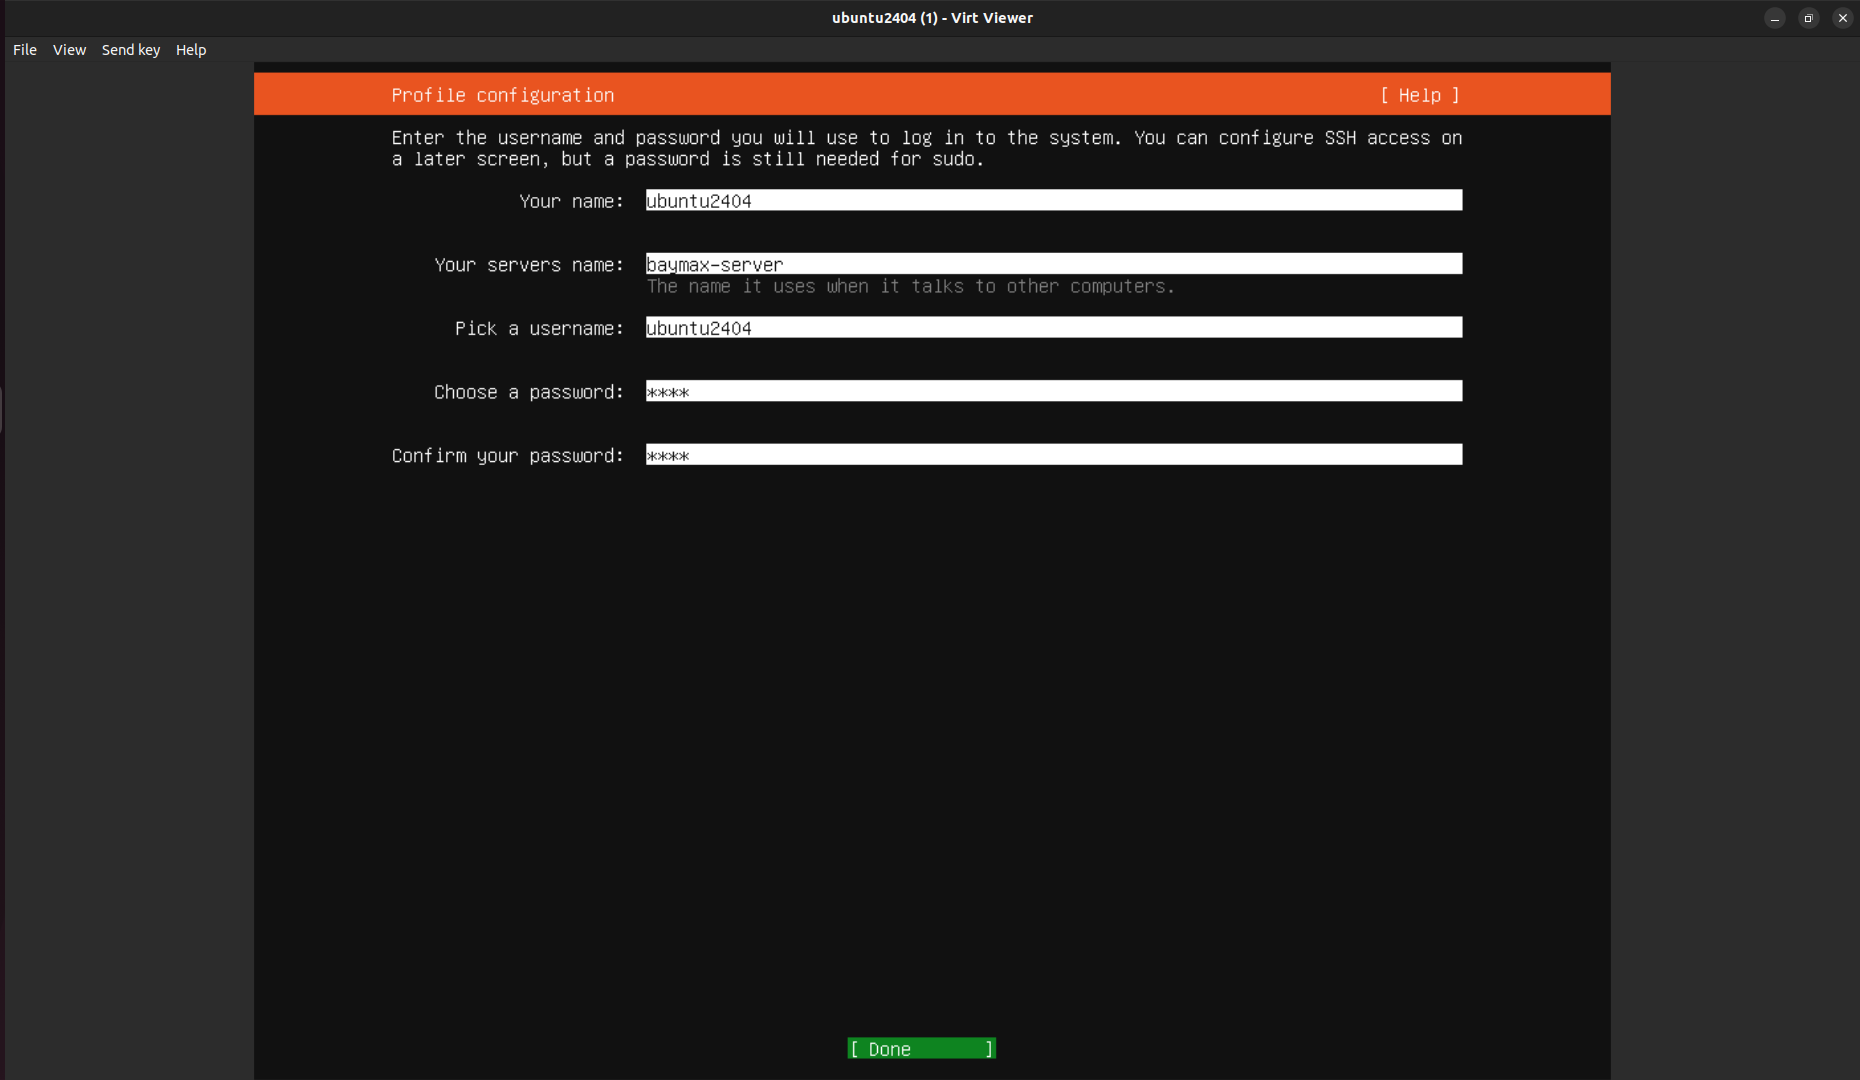 ubuntu2404 (1) - Virt Viewer
File View Send key Help
Profile configuration [ Help ]
Enter the username and password you will use to log in to the system. You can configure SSH access on
a later screen, but a password is still needed for sudo.
Your name: ubuntu2404
Your servers name: baymax-server
The name it uses when it talks to other computers.
Pick a username: ubuntu2404
Choose a password: ****
Confirm your password: ****
[ Done ]